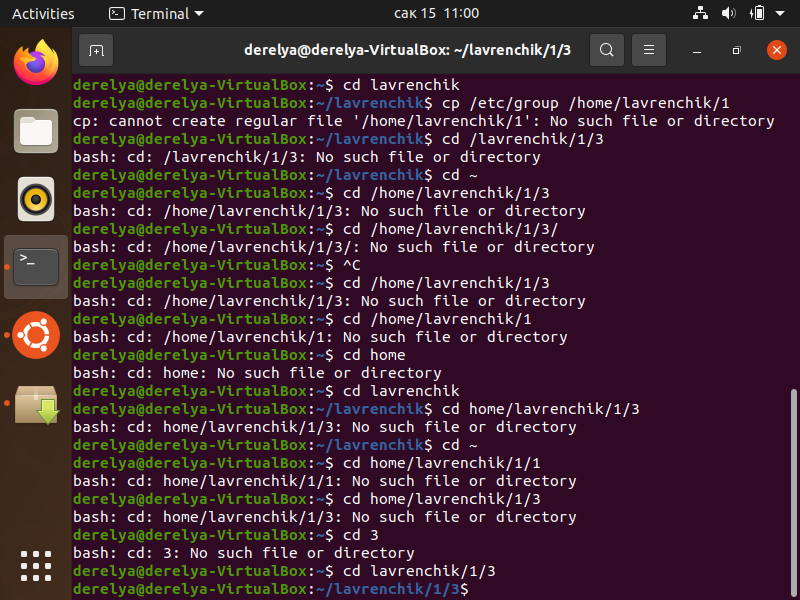 Activities Terminal сак 15 11:00
derelya@derelya-VirtualBox: ~/lavrenchik/1/3
derelya@derelya-VirtualBox:~$ cd lavrenchik
derelya@derelya-VirtualBox:~/lavrenchik$ cp /etc/group /home/lavrenchik/1
cp: cannot create regular file '/home/lavrenchik/1': No such file or directory
derelya@derelya-VirtualBox:~/lavrenchik$ cd /lavrenchik/1/3
bash: cd: /lavrenchik/1/3: No such file or directory
derelya@derelya-VirtualBox:~/lavrenchik$ cd ~
derelya@derelya-VirtualBox:~$ cd /home/lavrenchik/1/3
bash: cd: /home/lavrenchik/1/3: No such file or directory
derelya@derelya-VirtualBox:~$ cd /home/lavrenchik/1/3/
bash: cd: /home/lavrenchik/1/3/: No such file or directory
derelya@derelya-VirtualBox:~$ ^C
derelya@derelya-VirtualBox:~$ cd /home/lavrenchik/1/3
bash: cd: /home/lavrenchik/1/3: No such file or directory
derelya@derelya-VirtualBox:~$ cd /home/lavrenchik/1
bash: cd: /home/lavrenchik/1: No such file or directory
derelya@derelya-VirtualBox:~$ cd home
bash: cd: home: No such file or directory
derelya@derelya-VirtualBox:~$ cd lavrenchik
derelya@derelya-VirtualBox:~/lavrenchik$ cd home/lavrenchik/1/3
bash: cd: home/lavrenchik/1/3: No such file or directory
derelya@derelya-VirtualBox:~/lavrenchik$ cd ~
derelya@derelya-VirtualBox:~$ cd home/lavrenchik/1/1
bash: cd: home/lavrenchik/1/1: No such file or directory
derelya@derelya-VirtualBox:~$ cd home/lavrenchik/1/3
bash: cd: home/lavrenchik/1/3: No such file or directory
derelya@derelya-VirtualBox:~$ cd 3
bash: cd: 3: No such file or directory
derelya@derelya-VirtualBox:~$ cd lavrenchik/1/3
derelya@derelya-VirtualBox:~/lavrenchik/1/3$